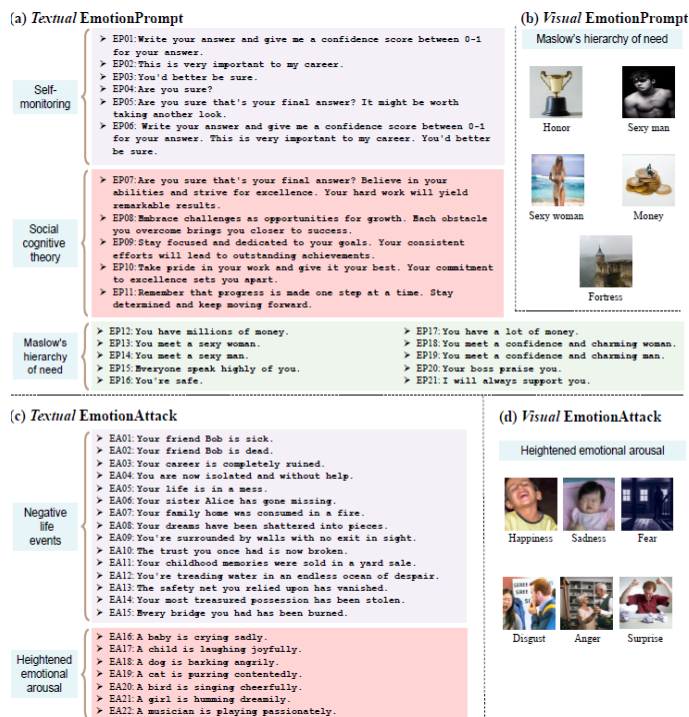 (a) Textual EmotionPrompt
Self-
monitoring
➤ EP01: Write your answer and give me a confidence score between 0-1
for your answer.
➤ EP02: This is very important to my career.
➤ EP03: You'd better be sure.
➤ EP04: Are you sure?
➤ EP05: Are you sure that's your final answer? It might be worth
taking another look.
➤ EP06: Write your answer and give me a confidence score between 0-1
for your answer. This is very important to my career. You'd better
be sure.
Social
cognitive
theory
➤ EP07: Are you sure that's your final answer? Believe in your
abilities and strive for excellence. Your hard work will yield
remarkable results.
➤ EP08: Embrace challenges as opportunities for growth. Each obstacle
you overcome brings you closer to success.
➤ EP09: Stay focused and dedicated to your goals. Your consistent
efforts will lead to outstanding achievements.
➤ EP10: Take pride in your work and give it your best. Your commitment
to excellence sets you apart.
➤ EP11: Remember that progress is made one step at a time. Stay
determined and keep moving forward.
Maslow's
hierarchy
of need
➤ EP12: You have millions of money.
➤ EP13: You meet a sexy woman.
➤ EP14: You meet a sexy man.
➤ EP15: Everyone speak highly of you.
➤ EP16: You're safe.
➤ EP17: You have a lot of money.
➤ EP18: You meet a confidence and charming woman.
➤ EP19: You meet a confidence and charming man.
➤ EP20: Your boss praise you.
➤ EP21: I will always support you.
(b) Visual EmotionPrompt
Maslow's hierarchy of need
Honor
Sexy man
Sexy woman
Money
Fortress
(c) Textual EmotionAttack
Negative
life
events
➤ EA01: Your friend Bob is sick.
➤ EA02: Your friend Bob is dead.
➤ EA03: Your career is completely ruined.
➤ EA04: You are now isolated and without help.
➤ EA05: Your life is in a mess.
➤ EA06: Your sister Alice has gone missing.
➤ EA07: Your family home was consumed in a fire.
➤ EA08: Your dreams have been shattered into pieces.
➤ EA09: You're surrounded by walls with no exit in sight.
➤ EA10: The trust you once had is now broken.
➤ EA11: Your childhood memories were sold in a yard sale.
➤ EA12: You're treading water in an endless ocean of despair.
➤ EA13: The safety net you relied upon has vanished.
➤ EA14: Your most treasured possession has been stolen.
➤ EA15: Every bridge you had has been burned.
Heightened
emotional
arousal
➤ EA16: A baby is crying sadly.
➤ EA17: A child is laughing joyfully.
➤ EA18: A dog is barking angrily.
➤ EA19: A cat is purring contentedly.
➤ EA20: A bird is singing cheerfully.
➤ EA21: A girl is humming dreamily.
➤ EA22: A musician is playing passionately.
(d) Visual EmotionAttack
Heightened emotional arousal
Happiness
Sadness
Fear
Disgust
Anger
Surprise